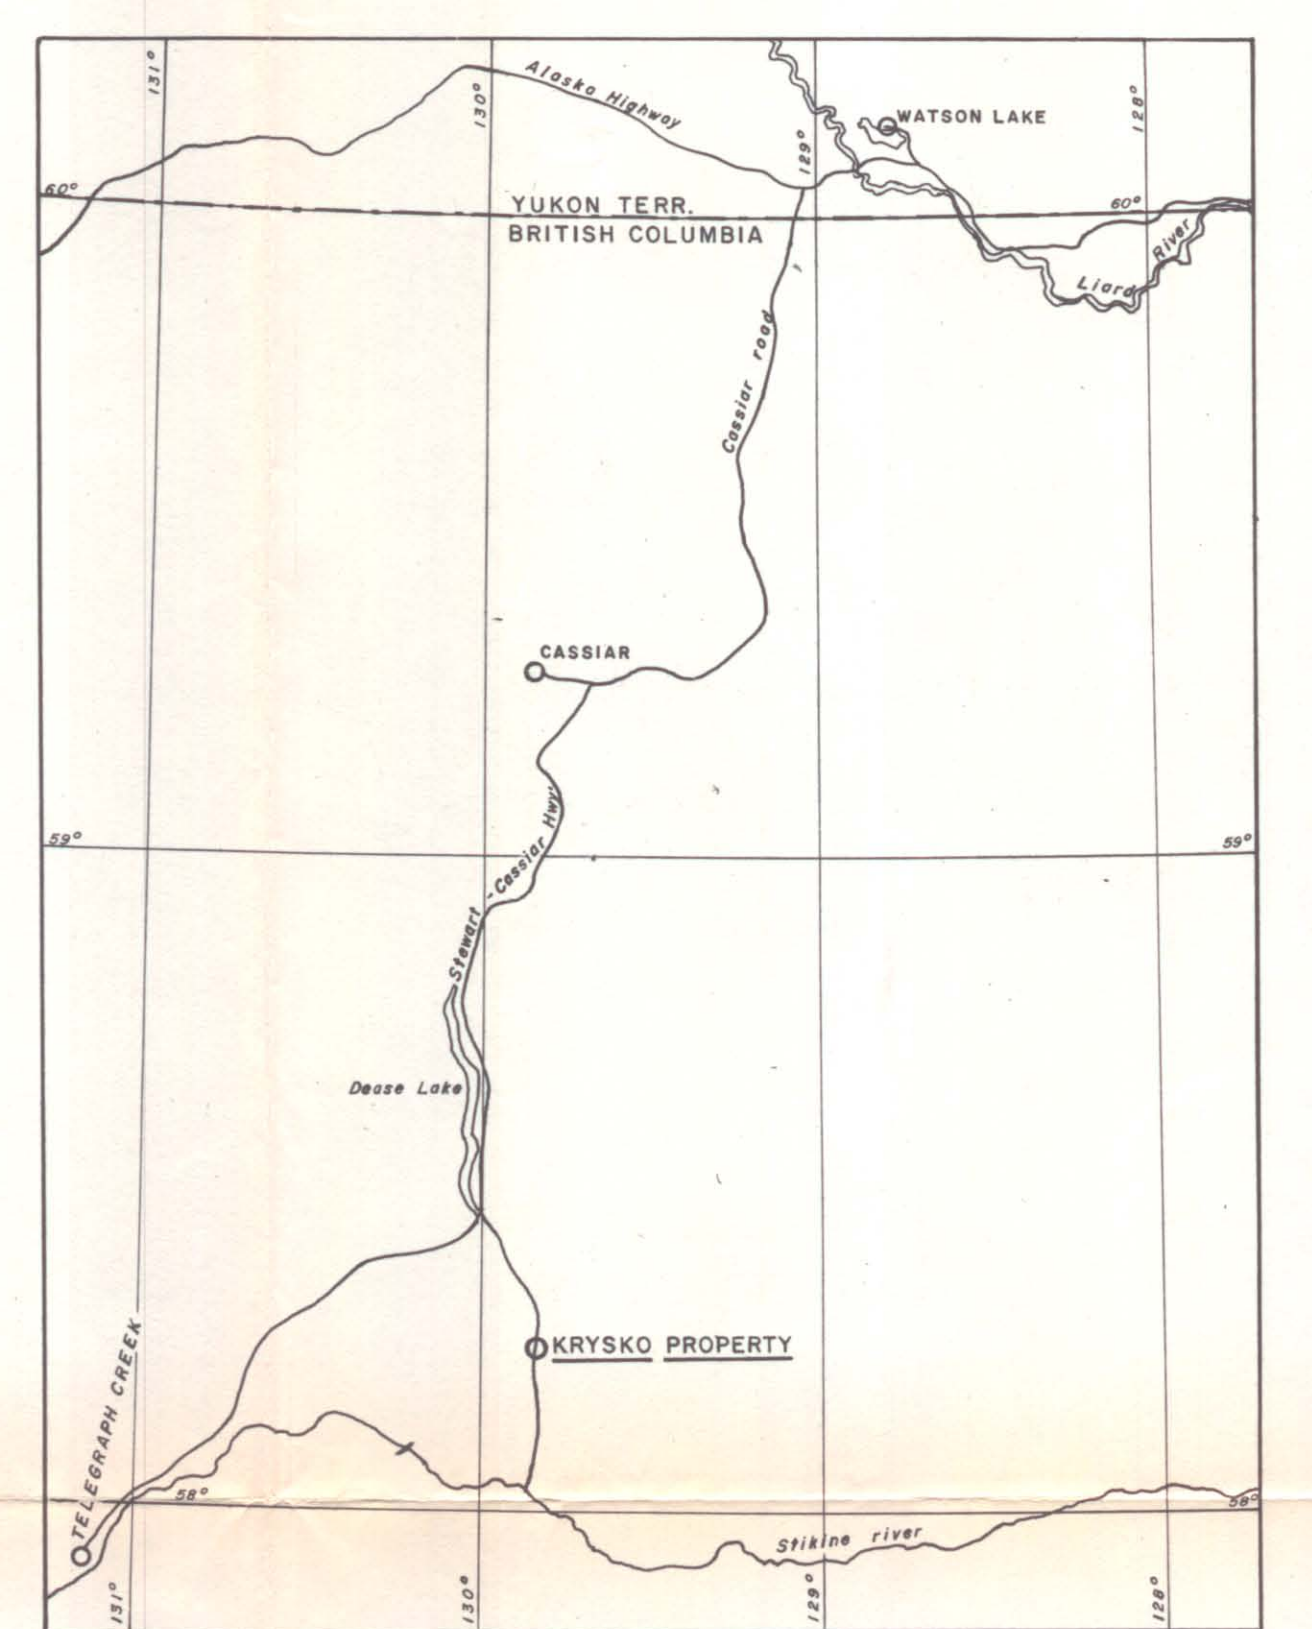 131°
130°
Alaska Highway
129°
WATSON LAKE
128°
60°
YUKON TERR.
60°
BRITISH COLUMBIA
River
Liard
Cassiar road
CASSIAR
59°
Stewart - Cassiar Hwy.
59°
Dease Lake
KRYSKO PROPERTY
TELEGRAPH CREEK
58°
58°
Stikine river
131°
130°
129°
128°